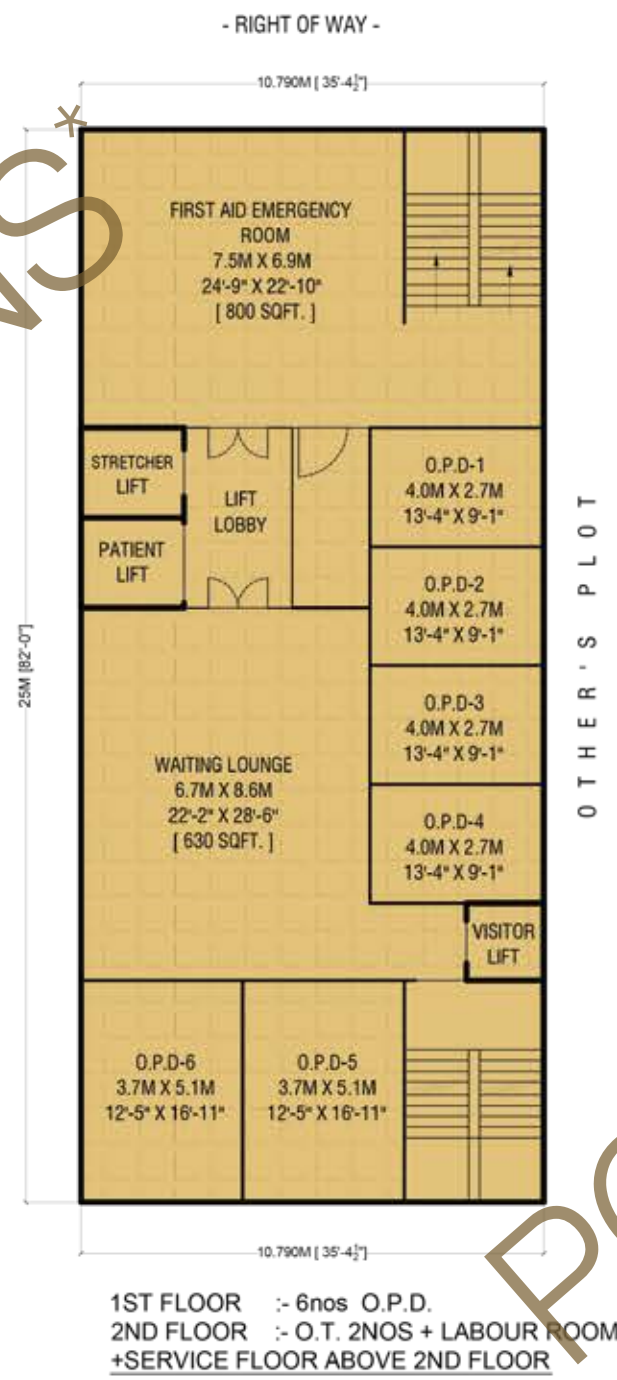 - RIGHT OF WAY -
10.790M [ 35'-4½"]
FIRST AID EMERGENCY
ROOM
7.5M X 6.9M
24'-9" X 22'-10"
[ 800 SQFT. ]
STRETCHER
LIFT
LIFT
LOBBY
PATIENT
LIFT
O.P.D-1
4.0M X 2.7M
13'-4" X 9'-1"
O.P.D-2
4.0M X 2.7M
13'-4" X 9'-1"
O.P.D-3
4.0M X 2.7M
13'-4" X 9'-1"
O.P.D-4
4.0M X 2.7M
13'-4" X 9'-1"
25M [82'-0"]
OTHER'S PLOT
WAITING LOUNGE
6.7M X 8.6M
22'-2" X 28'-6"
[ 630 SQFT. ]
VISITOR
LIFT
O.P.D-6
3.7M X 5.1M
12'-5" X 16'-11"
O.P.D-5
3.7M X 5.1M
12'-5" X 16'-11"
10.790M [ 35'-4½"]
1ST FLOOR :- 6nos O.P.D.
2ND FLOOR :- O.T. 2NOS + LABOUR ROOM
+SERVICE FLOOR ABOVE 2ND FLOOR